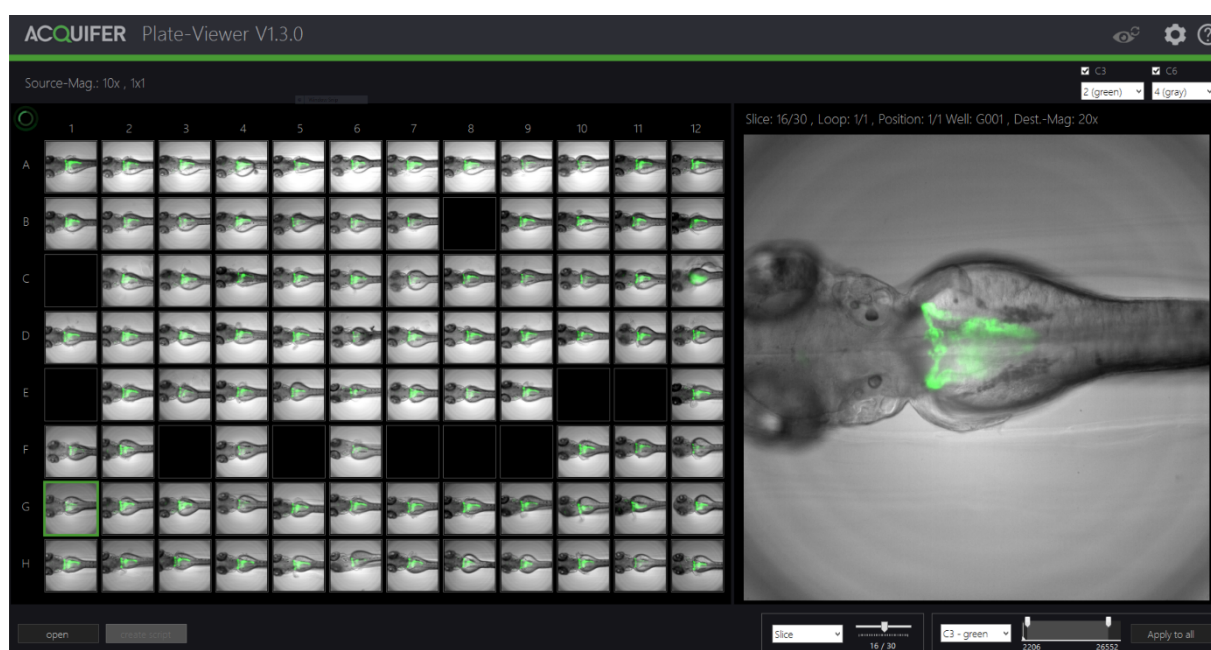 ACQUIFER Plate-Viewer V1.3.0
Source-Mag.: 10x , 1x1
C3 C6
2 (green) 4 (gray)
Slice: 16/30 , Loop: 1/1 , Position: 1/1 Well: G001 , Dest.-Mag: 20x
1 2 3 4 5 6 7 8 9 10 11 12
A
B
C
D
E
F
G
H
open create script Slice 16 / 30 C3 - green 2206 26552 Apply to all